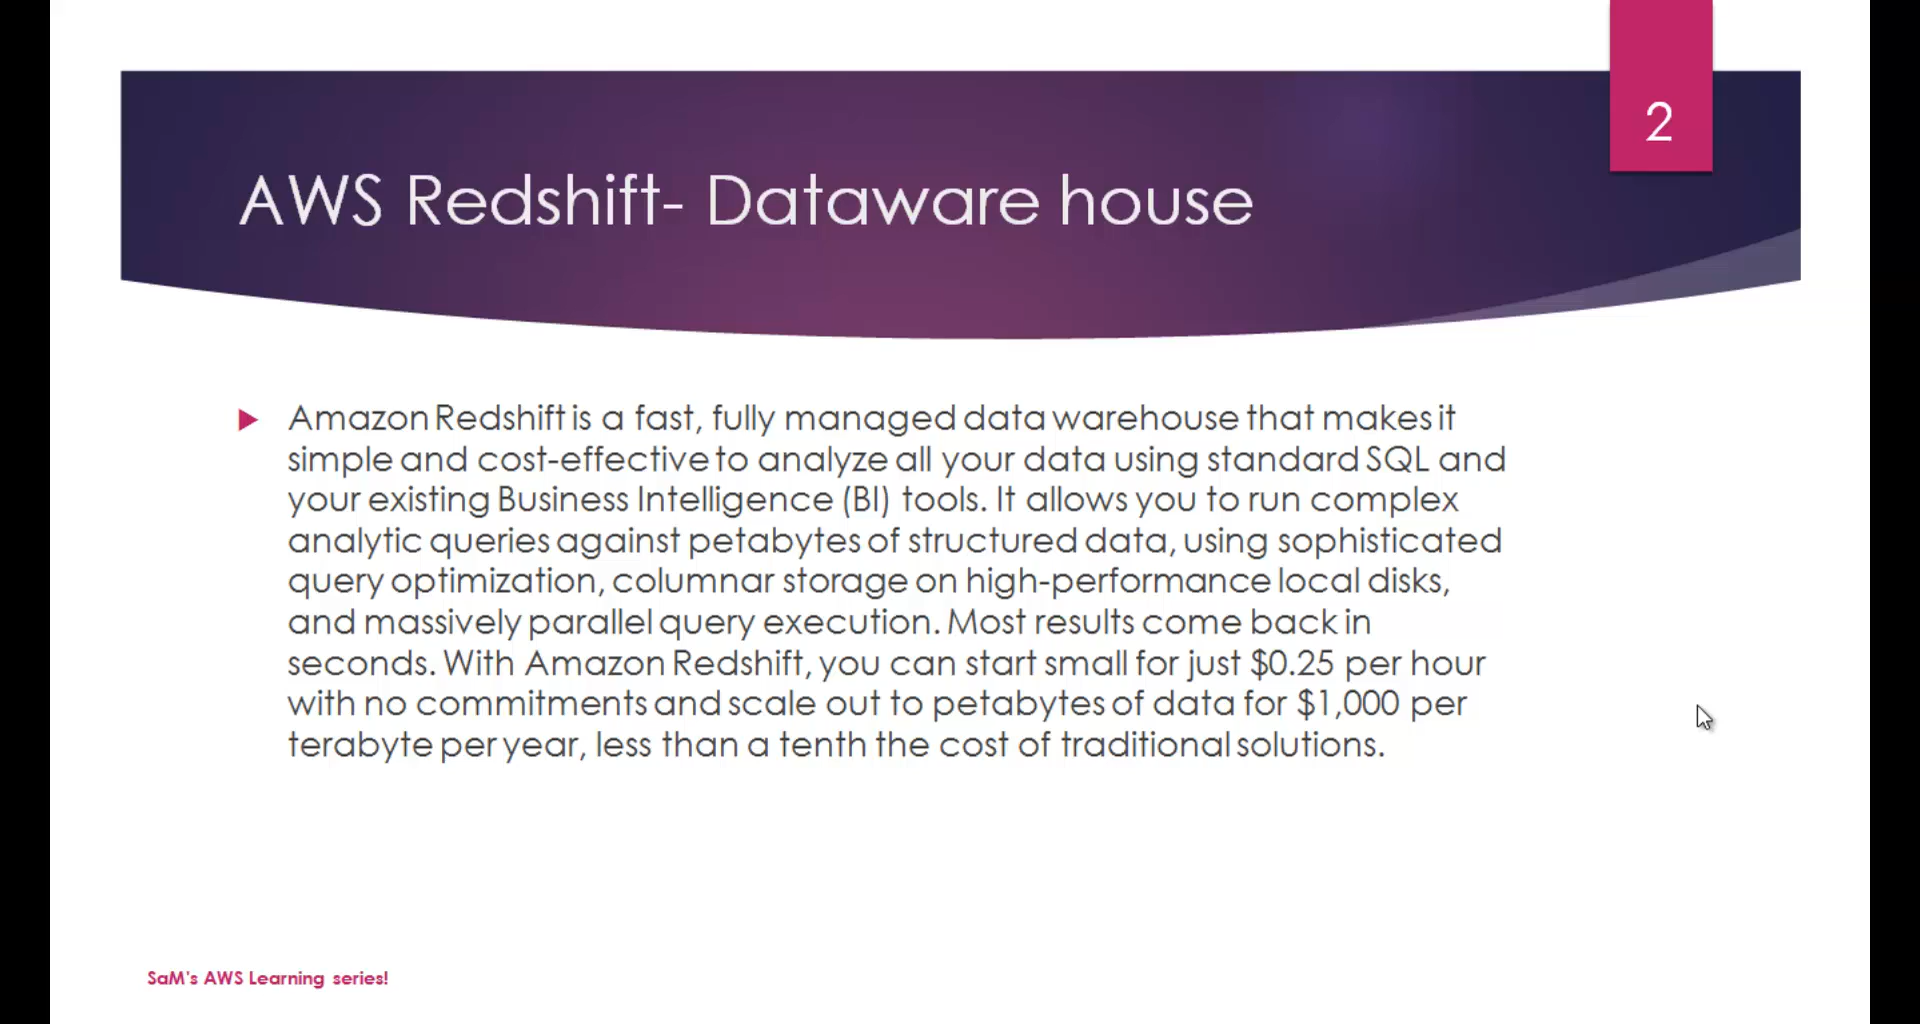 2
AWS Redshift- Dataware house
Amazon Redshift is a fast, fully managed data warehouse that makes it
simple and cost-effective to analyze all your data using standard SQL and
your existing Business Intelligence (BI) tools. It allows you to run complex
analytic queries against petabytes of structured data, using sophisticated
query optimization, columnar storage on high-performance local disks,
and massively parallel query execution. Most results come back in
seconds. With Amazon Redshift, you can start small for just $0.25 per hour
with no commitments and scale out to petabytes of data for $1,000 per
terabyte per year, less than a tenth the cost of traditional solutions.
SaM's AWS Learning series!